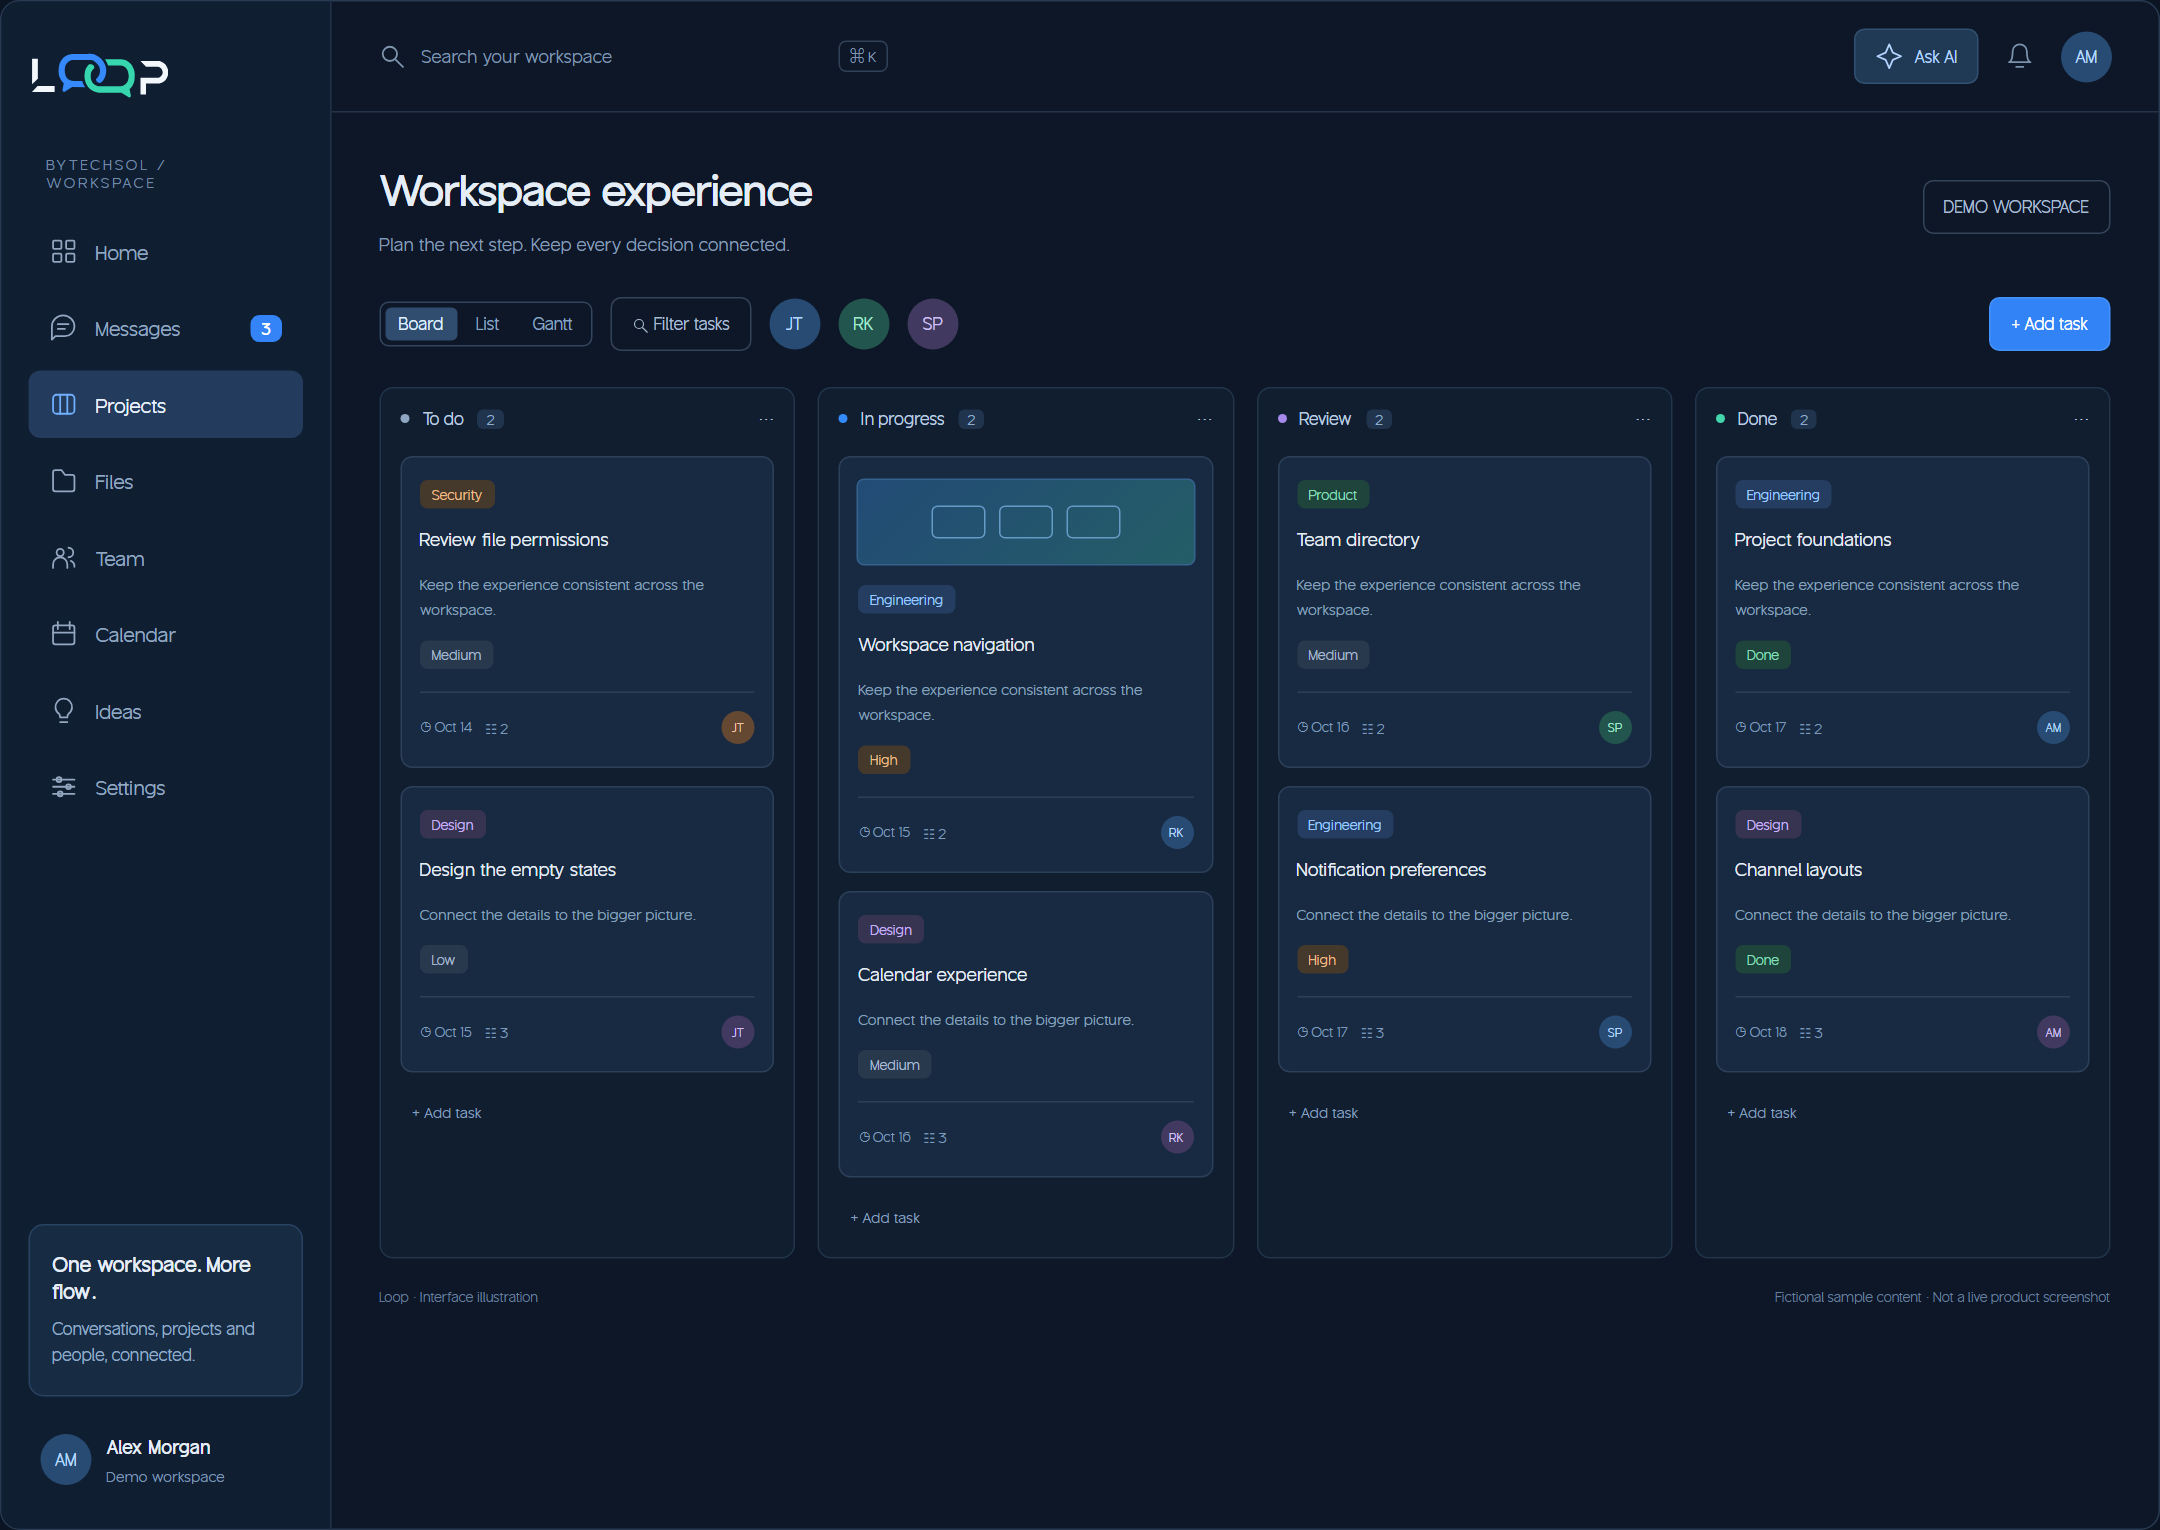 LOOP
BYTECHSOL /
WORKSPACE
Home
Messages 3
Projects
Files
Team
Calendar
Ideas
Settings
One workspace. More
flow.
Conversations, projects and
people, connected.
AM
Alex Morgan
Demo workspace
Search your workspace ⌘ K
Ask AI AM
Workspace experience
Plan the next step. Keep every decision connected.
DEMO WORKSPACE
Board List Gantt Filter tasks JT RK SP
+ Add task
To do 2 ...
Security
Review file permissions
Keep the experience consistent across the
workspace.
Medium
Oct 14 2 JT
Design
Design the empty states
Connect the details to the bigger picture.
Low
Oct 15 3 JT
+ Add task
In progress 2 ...
Engineering
Workspace navigation
Keep the experience consistent across the
workspace.
High
Oct 15 2 RK
Design
Calendar experience
Connect the details to the bigger picture.
Medium
Oct 16 3 RK
+ Add task
Review 2 ...
Product
Team directory
Keep the experience consistent across the
workspace.
Medium
Oct 16 2 SP
Engineering
Notification preferences
Connect the details to the bigger picture.
High
Oct 17 3 SP
+ Add task
Done 2 ...
Engineering
Project foundations
Keep the experience consistent across the
workspace.
Done
Oct 17 2 AM
Design
Channel layouts
Connect the details to the bigger picture.
Done
Oct 18 3 AM
+ Add task
Loop · Interface illustration
Fictional sample content · Not a live product screenshot